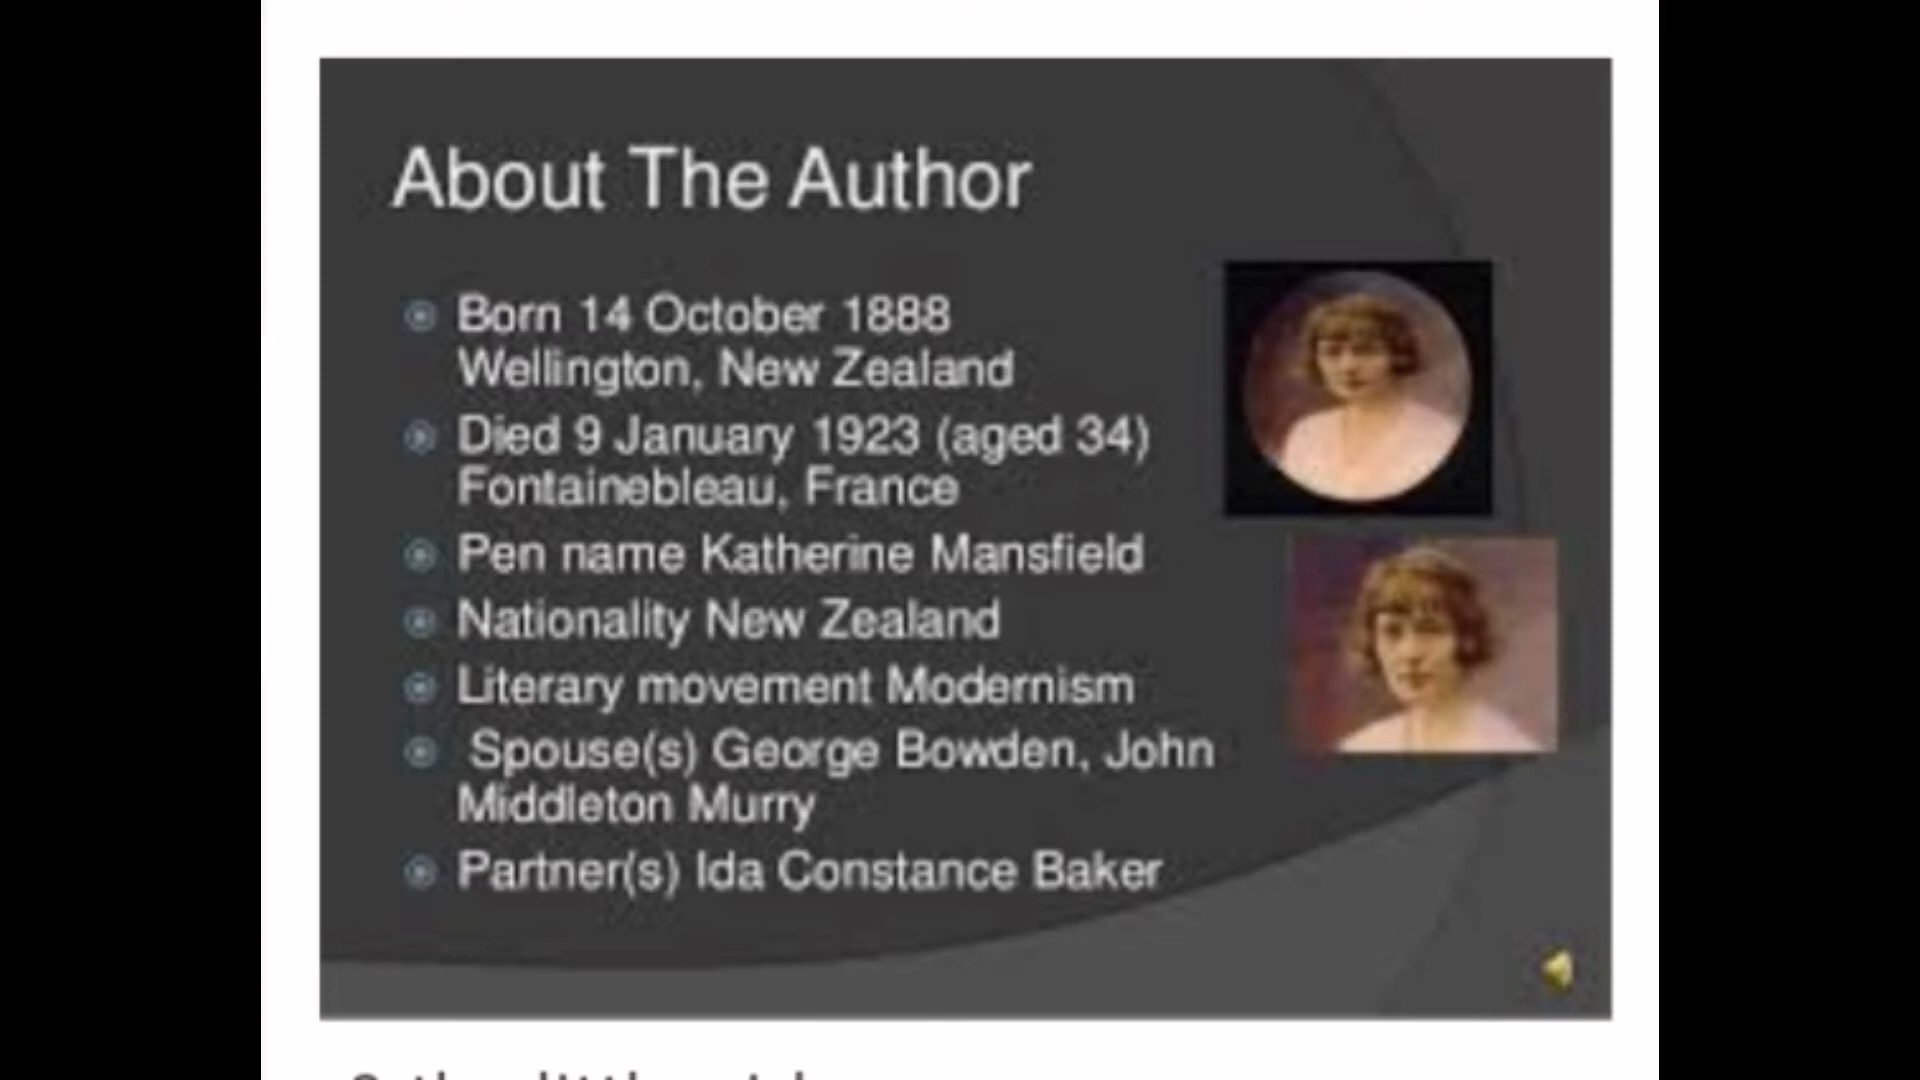 About The Author
Born 14 October 1888
Wellington, New Zealand
Died 9 January 1923 (aged 34)
Fontainebleau, France
Pen name Katherine Mansfield
Nationality New Zealand
Literary movement Modernism
Spouse(s) George Bowden, John
Middleton Murry
Partner(s) Ida Constance Baker